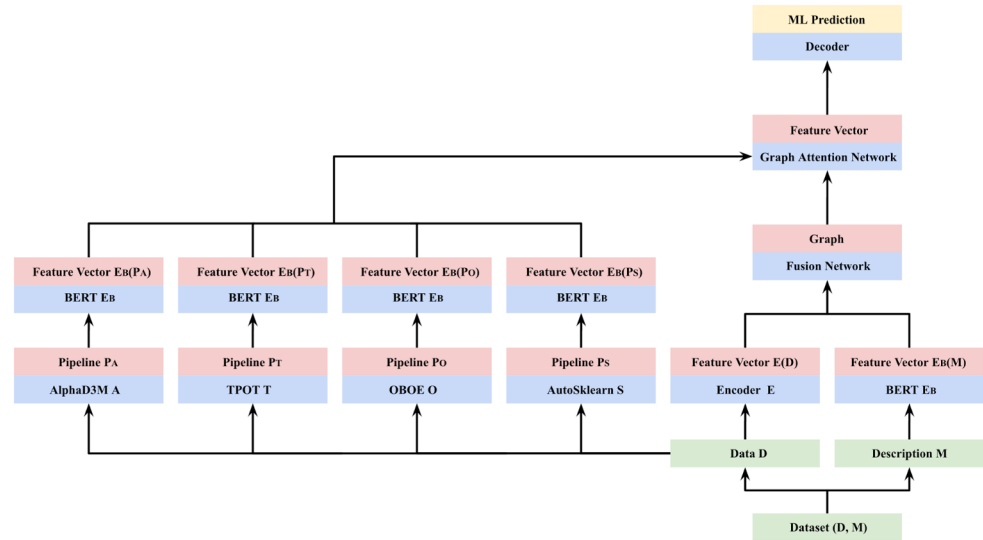 ML Prediction
Decoder
Feature Vector
Graph Attention Network
Graph
Fusion Network
Feature Vector EB(PA)
BERT EB
Feature Vector EB(PT)
BERT EB
Feature Vector EB(PO)
BERT EB
Feature Vector EB(PS)
BERT EB
Pipeline PA
AlphaD3M A
Pipeline PT
TPOT T
Pipeline PO
OBOE O
Pipeline PS
AutoSklearn S
Feature Vector E(D)
Encoder E
Feature Vector EB(M)
BERT EB
Data D
Description M
Dataset (D, M)